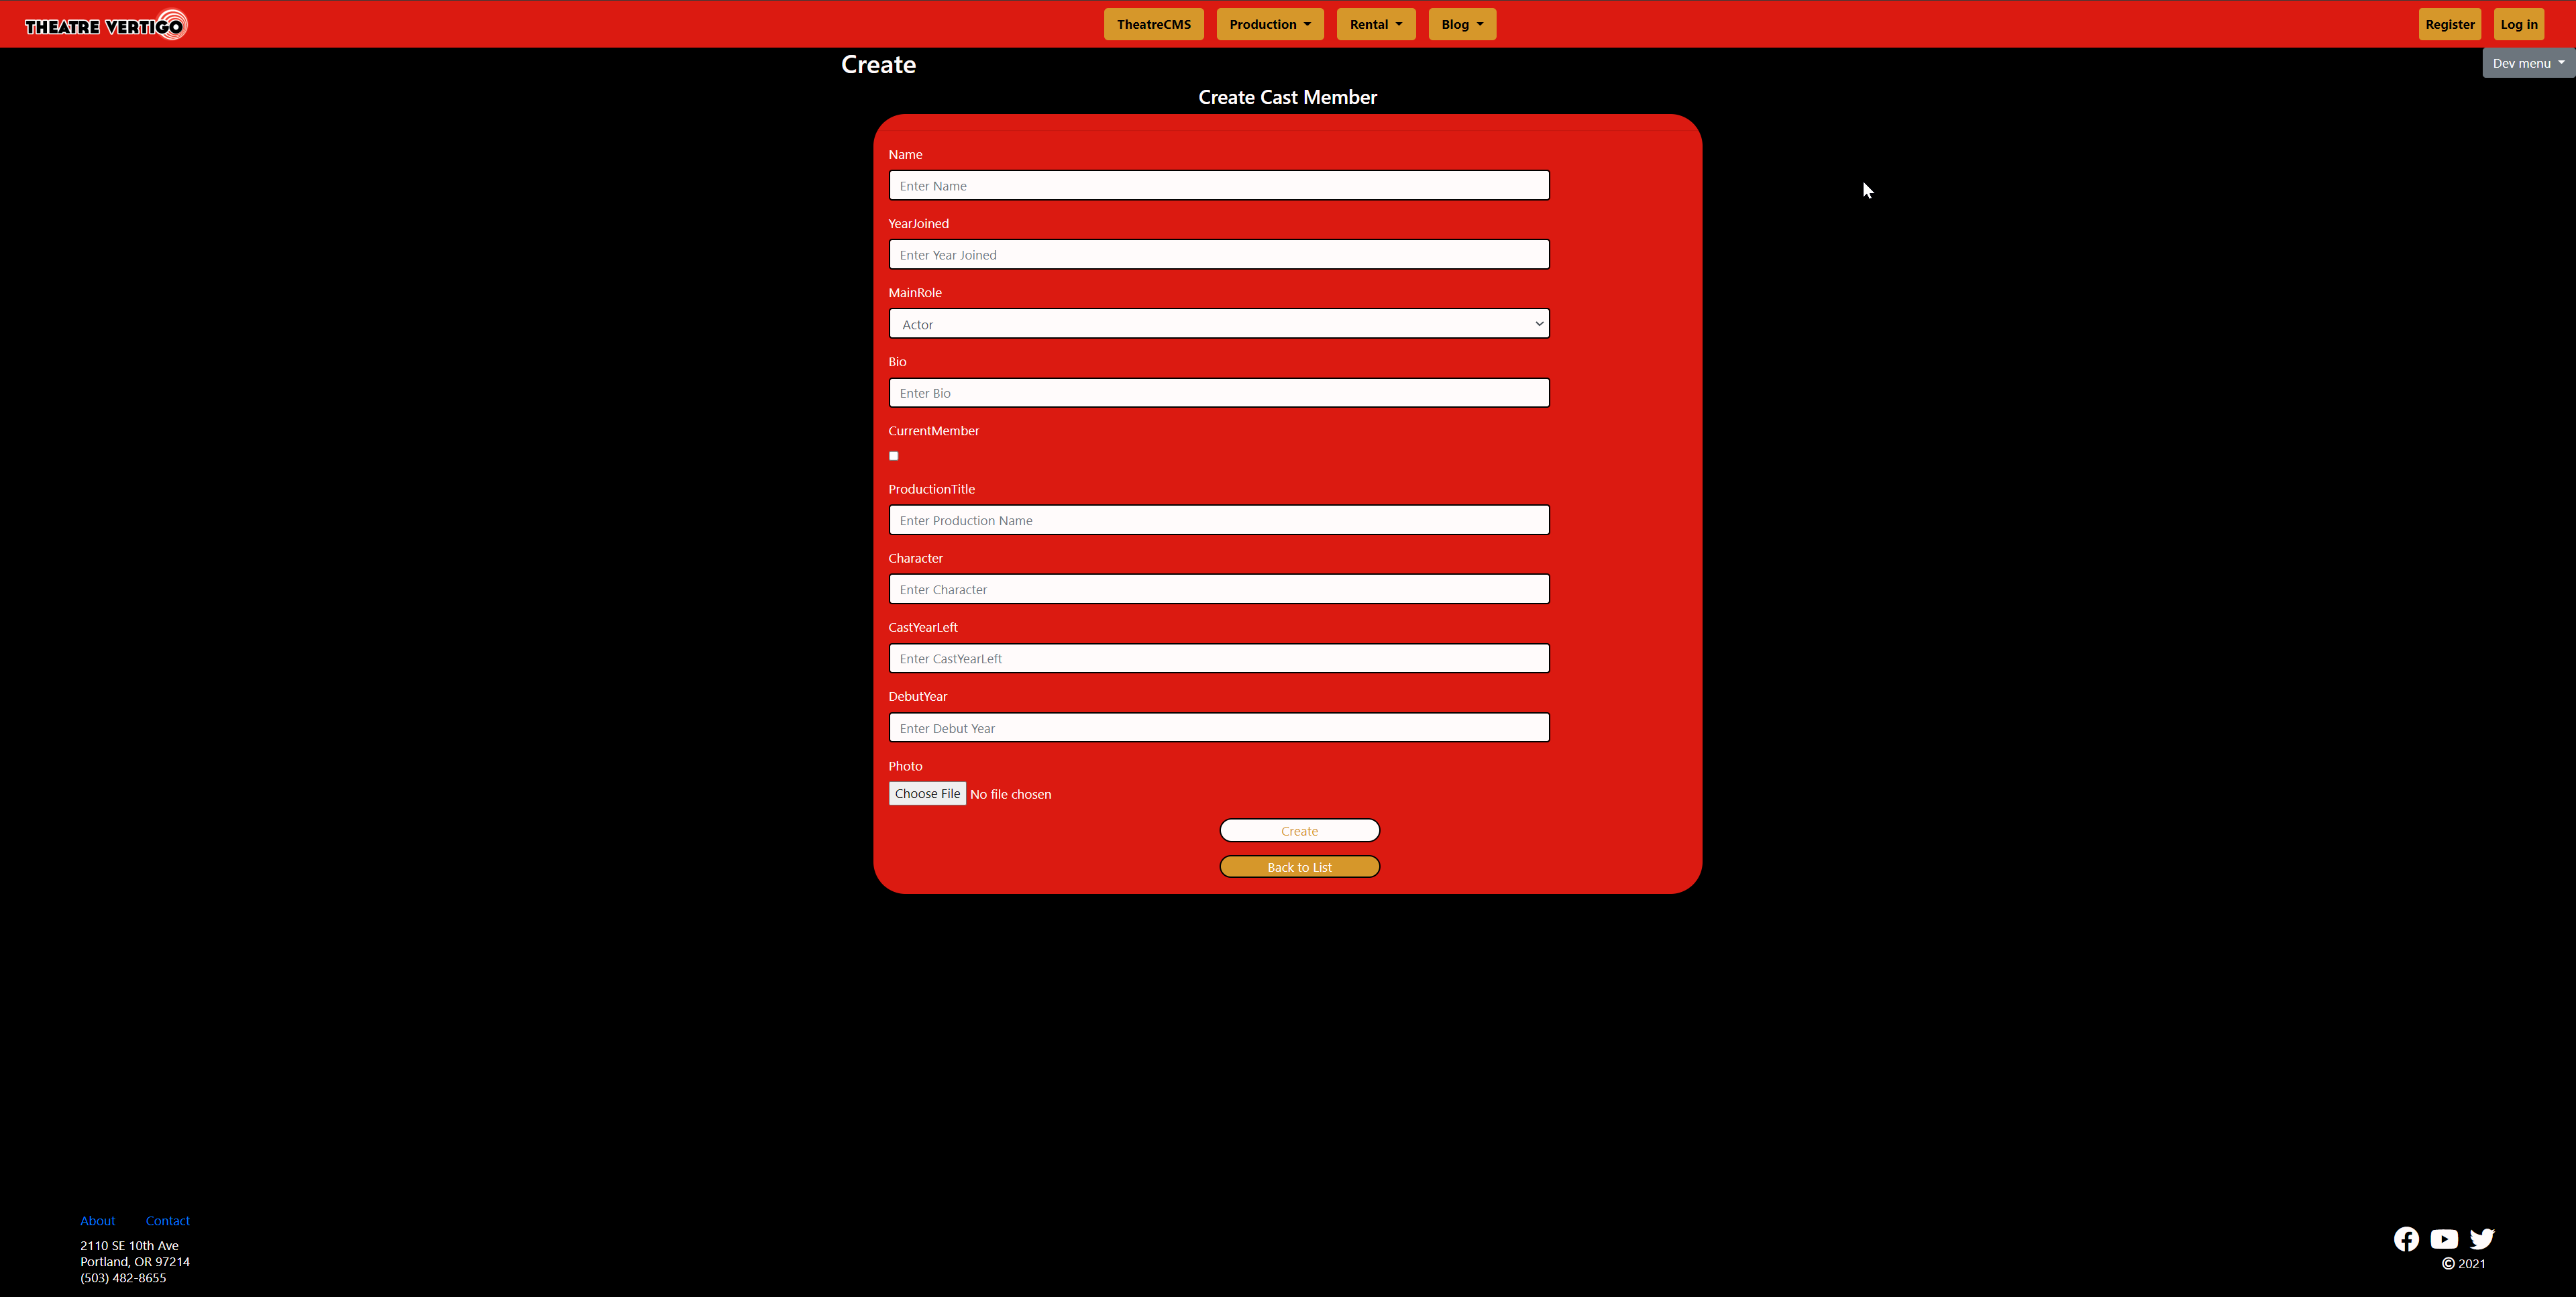 THEATRE VERTIGO
TheatreCMS Production Rental Blog
Register Log in
Dev menu
Create
Create Cast Member
Name
Enter Name
YearJoined
Enter Year Joined
MainRole
Actor
Bio
Enter Bio
CurrentMember
ProductionTitle
Enter Production Name
Character
Enter Character
CastYearLeft
Enter CastYearLeft
DebutYear
Enter Debut Year
Photo
Choose File No file chosen
Create
Back to List
About Contact
2110 SE 10th Ave
Portland, OR 97214
(503) 482-8655
© 2021